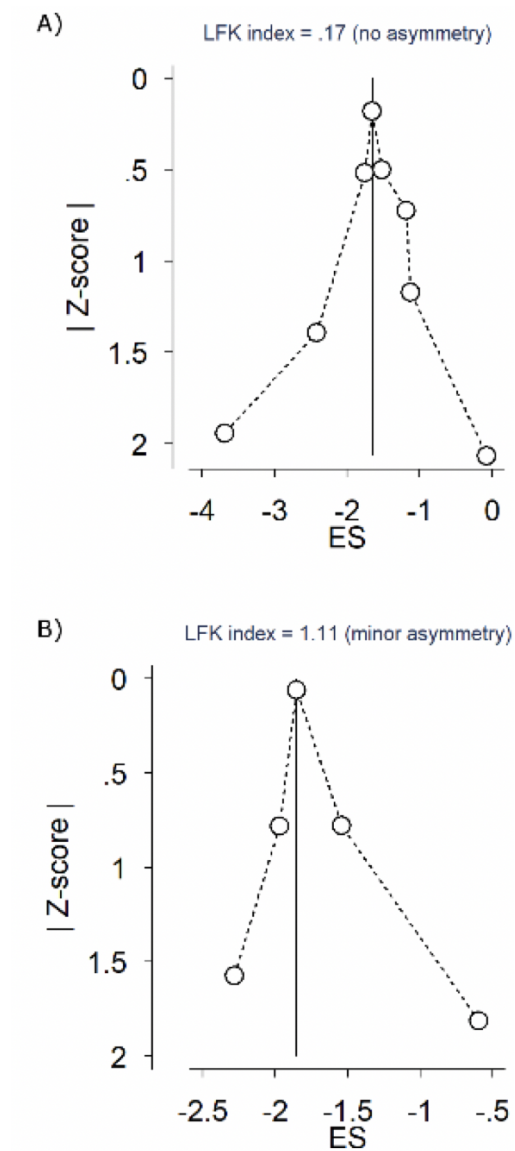 A)
LFK index = .17 (no asymmetry)
0
.5
1
1.5
2
| Z-score |
-4 -3 -2 -1 0
ES
B)
LFK index = 1.11 (minor asymmetry)
0
.5
1
1.5
2
| Z-score |
-2.5 -2 -1.5 -1 -.5
ES